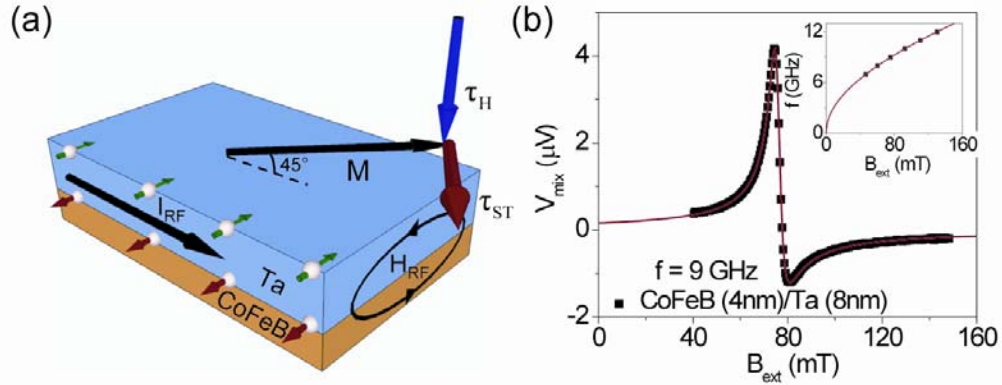 (a)
τH
45°
M
IRF
τST
HRF
Ta
CoFeB
(b)
4
2
0
-2
Vmix (μV)
12
6
0
f (GHz)
0 80 160
Bext (mT)
f = 9 GHz
■ CoFeB (4nm)/Ta (8nm)
0 40 80 120 160
Bext (mT)